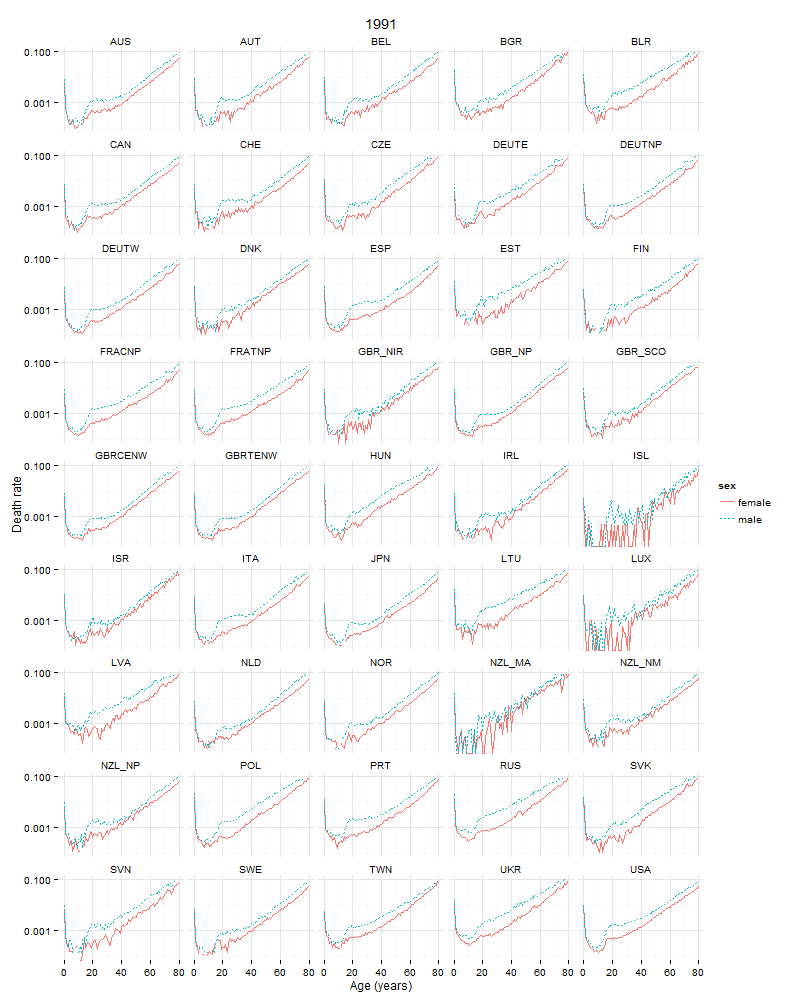 1991
AUS AUT BEL BGR BLR
0.100
0.001
CAN CHE CZE DEUTE DEUTNP
0.100
0.001
DEUTW DNK ESP EST FIN
0.100
0.001
FRACNP FRATNP GBR_NIR GBR_NP GBR_SCO
0.100
0.001
GBRCENW GBRTENW HUN IRL ISL
0.100
0.001
Death rate
sex
female
male
ISR ITA JPN LTU LUX
0.100
0.001
LVA NLD NOR NZL_MA NZL_NM
0.100
0.001
NZL_NP POL PRT RUS SVK
0.100
0.001
SVN SWE TWN UKR USA
0.100
0.001
0 20 40 60 80 0 20 40 60 80 0 20 40 60 80 0 20 40 60 80 0 20 40 60 80
Age (years)